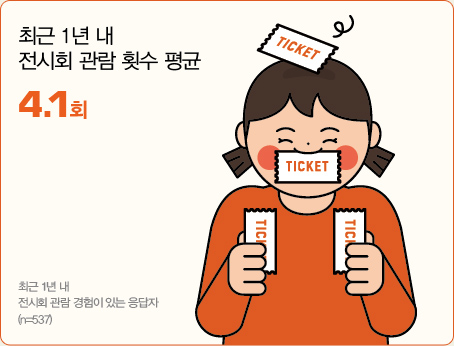 최근 1년 내
전시회 관람 횟수 평균
4.1회
TICKET
TICKET
TIC
TIC
최근 1년 내
전시회 관람 경험이 있는 응답자
(n=537)